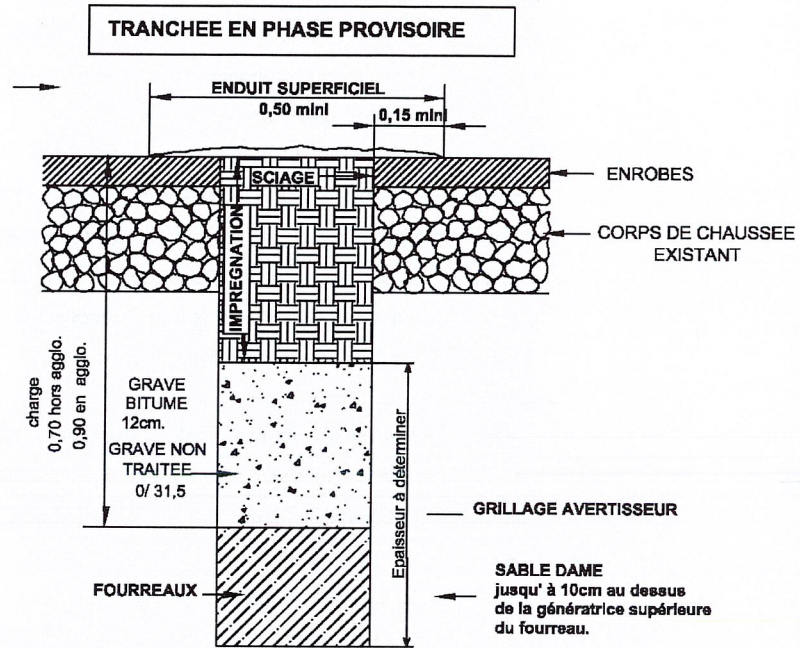 TRANCHEE EN PHASE PROVISOIRE
ENDUIT SUPERFICIEL
0,50 mini
0,15 mini
SCIAGE
ENROBES
CORPS DE CHAUSSEE
EXISTANT
IMPREGNATION
charge
0,70 hors agglo.
0,90 en agglo.
GRAVE
BITUME
12cm.
GRAVE NON
TRAITEE
0/ 31,5
Epaisseur à déterminer
GRILLAGE AVERTISSEUR
FOURREAUX
SABLE DAME
jusqu' à 10cm au dessus
de la génératrice supérieure
du fourreau.